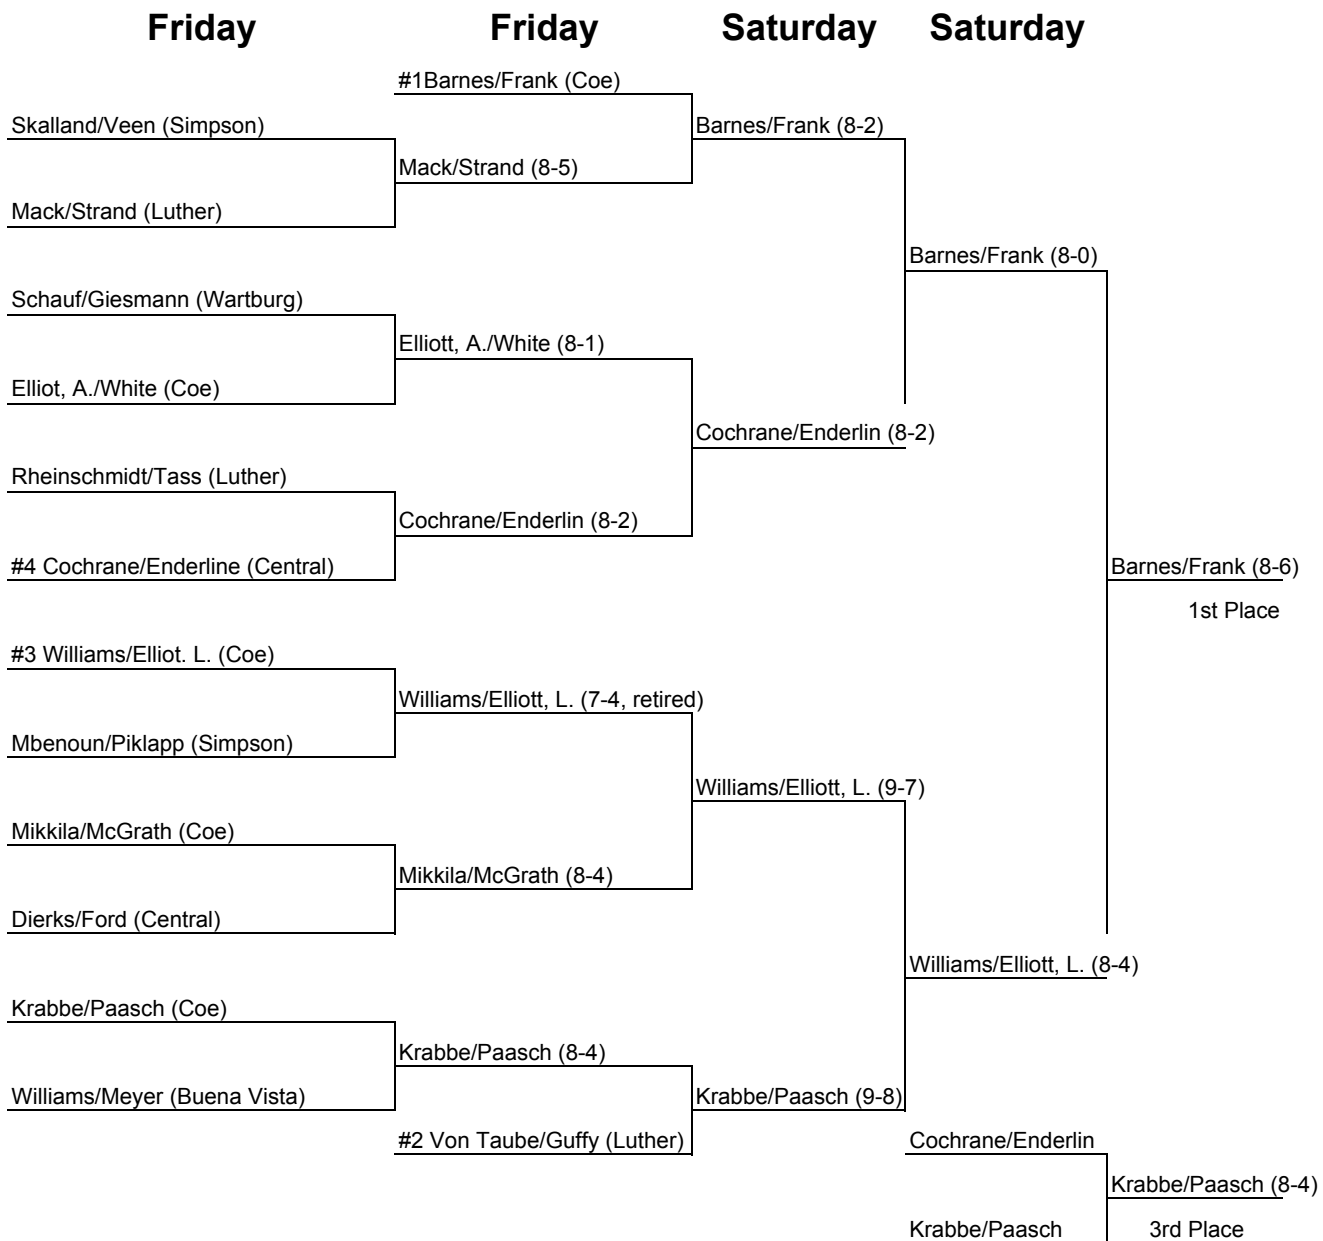 Friday Friday Saturday Saturday
#1Barnes/Frank (Coe)
Skalland/Veen (Simpson)
Barnes/Frank (8-2)
Mack/Strand (8-5)
Mack/Strand (Luther)
Barnes/Frank (8-0)
Schauf/Giesmann (Wartburg)
Elliott, A./White (8-1)
Elliot, A./White (Coe)
Cochrane/Enderlin (8-2)
Rheinschmidt/Tass (Luther)
Cochrane/Enderlin (8-2)
#4 Cochrane/Enderline (Central)
Barnes/Frank (8-6)
1st Place
#3 Williams/Elliot. L. (Coe)
Williams/Elliott, L. (7-4, retired)
Mbenoun/Piklapp (Simpson)
Williams/Elliott, L. (9-7)
Mikkila/McGrath (Coe)
Mikkila/McGrath (8-4)
Dierks/Ford (Central)
Williams/Elliott, L. (8-4)
Krabbe/Paasch (Coe)
Krabbe/Paasch (8-4)
Williams/Meyer (Buena Vista)
Krabbe/Paasch (9-8)
#2 Von Taube/Guffy (Luther)
Cochrane/Enderlin
Krabbe/Paasch (8-4)
Krabbe/Paasch
3rd Place